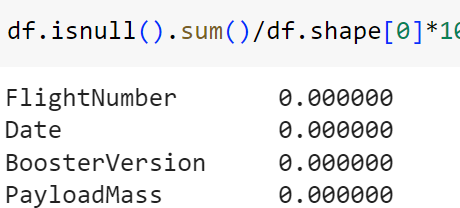 df.isnull().sum()/df.shape[0]*10
FlightNumber 0.000000
Date 0.000000
BoosterVersion 0.000000
PayloadMass 0.000000